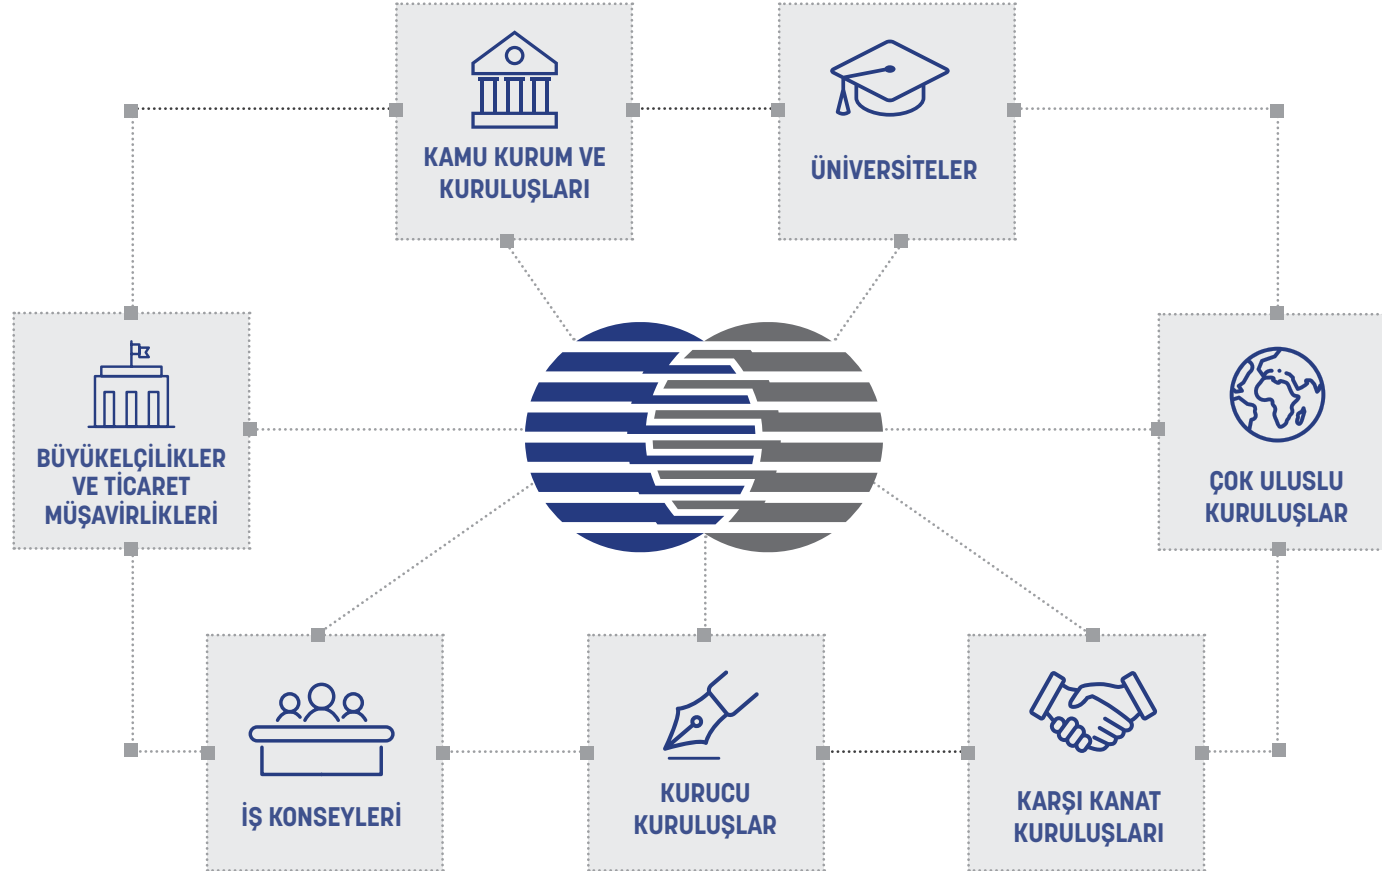 KAMU KURUM VE
KURULUŞLARI
ÜNİVERSİTELER
BÜYÜKELÇİLİKLER
VE TİCARET
MÜŞAVİRLİKLERİ
ÇOK ULUSLU
KURULUŞLAR
İŞ KONSEYLERİ
KURUCU
KURULUŞLAR
KARŞI KANAT
KURULUŞLARI